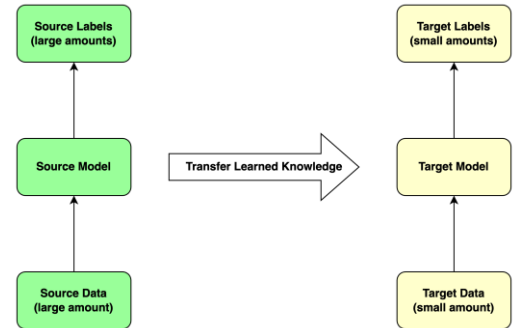 Source Labels
(large amounts)
Target Labels
(small amounts)
Source Model
Transfer Learned Knowledge
Target Model
Source Data
(large amount)
Target Data
(small amount)